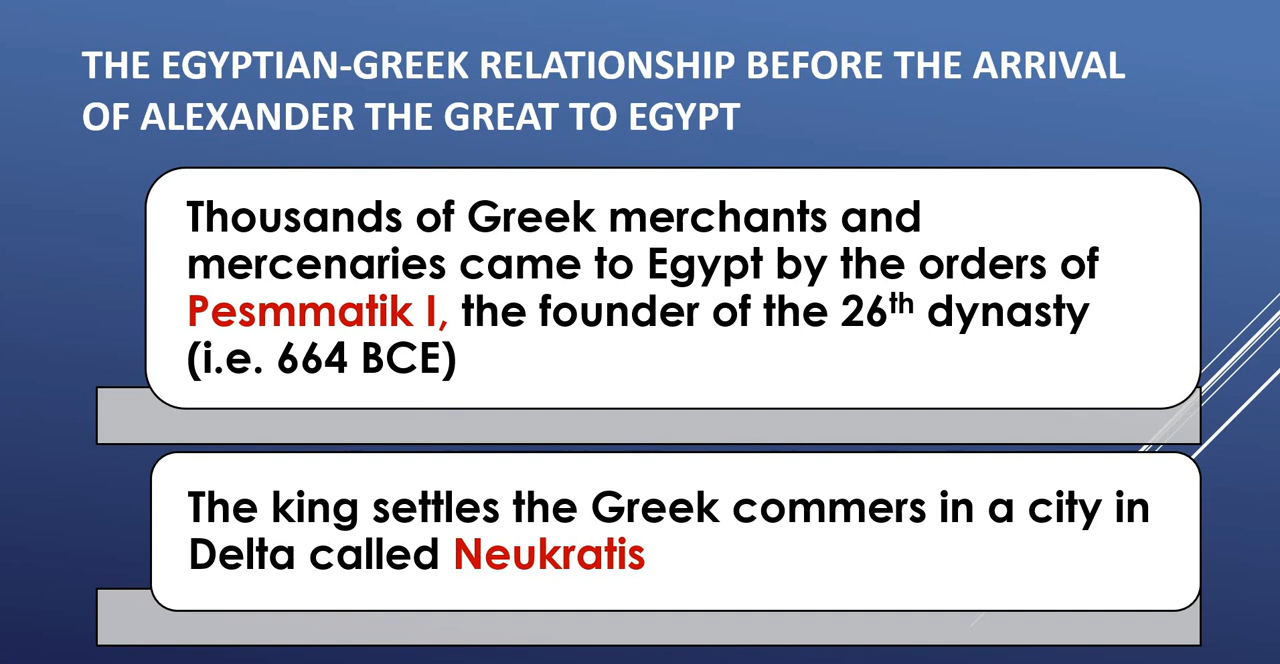 THE EGYPTIAN-GREEK RELATIONSHIP BEFORE THE ARRIVAL
OF ALEXANDER THE GREAT TO EGYPT
Thousands of Greek merchants and
mercenaries came to Egypt by the orders of
Pesmmatik I, the founder of the 26th dynasty
(i.e. 664 BCE)
The king settles the Greek commers in a city in
Delta called Neukratis